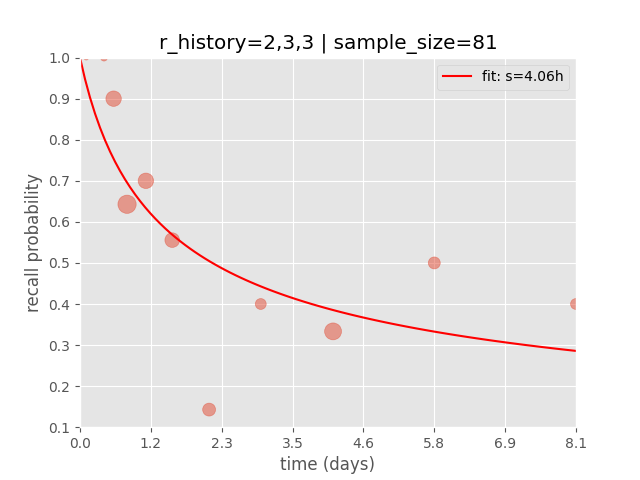 r_history=2,3,3 | sample_size=81
fit: s=4.06h
recall probability
1.0
0.9
0.8
0.7
0.6
0.5
0.4
0.3
0.2
0.1
0.0 1.2 2.3 3.5 4.6 5.8 6.9 8.1
time (days)